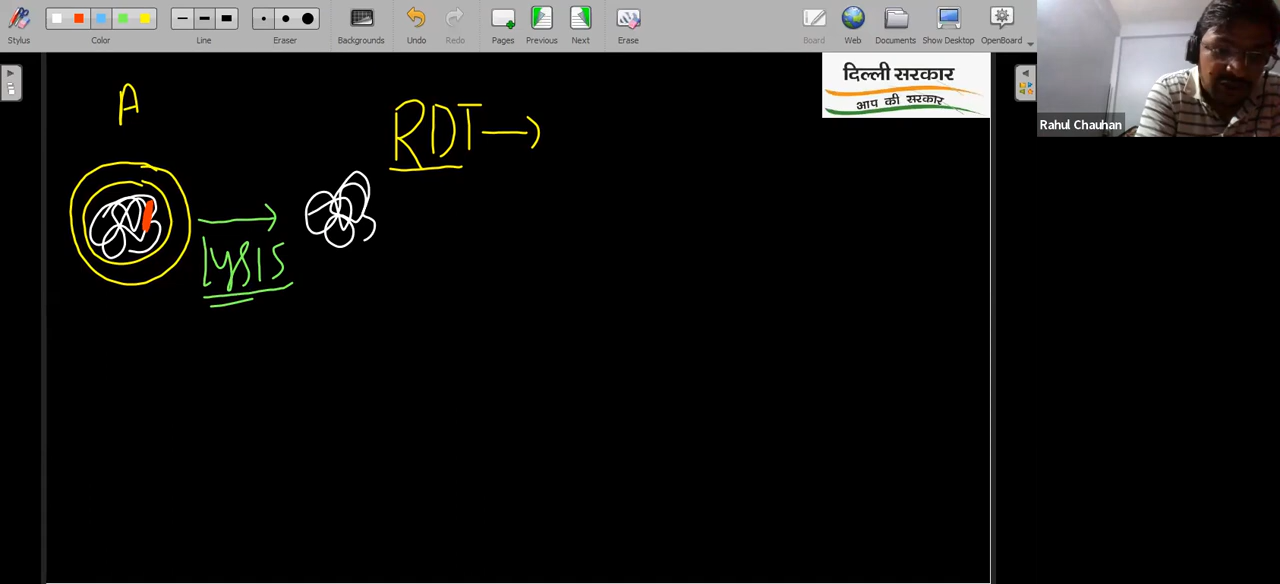 Stylus
Color
Line
Eraser
Backgrounds
Undo
Redo
Pages
Previous
Next
Erase
Board
Web
Documents
Show Desktop
OpenBoard
दिल्ली सरकार
आप की सरकार
Rahul Chauhan
A
RDT
lysis